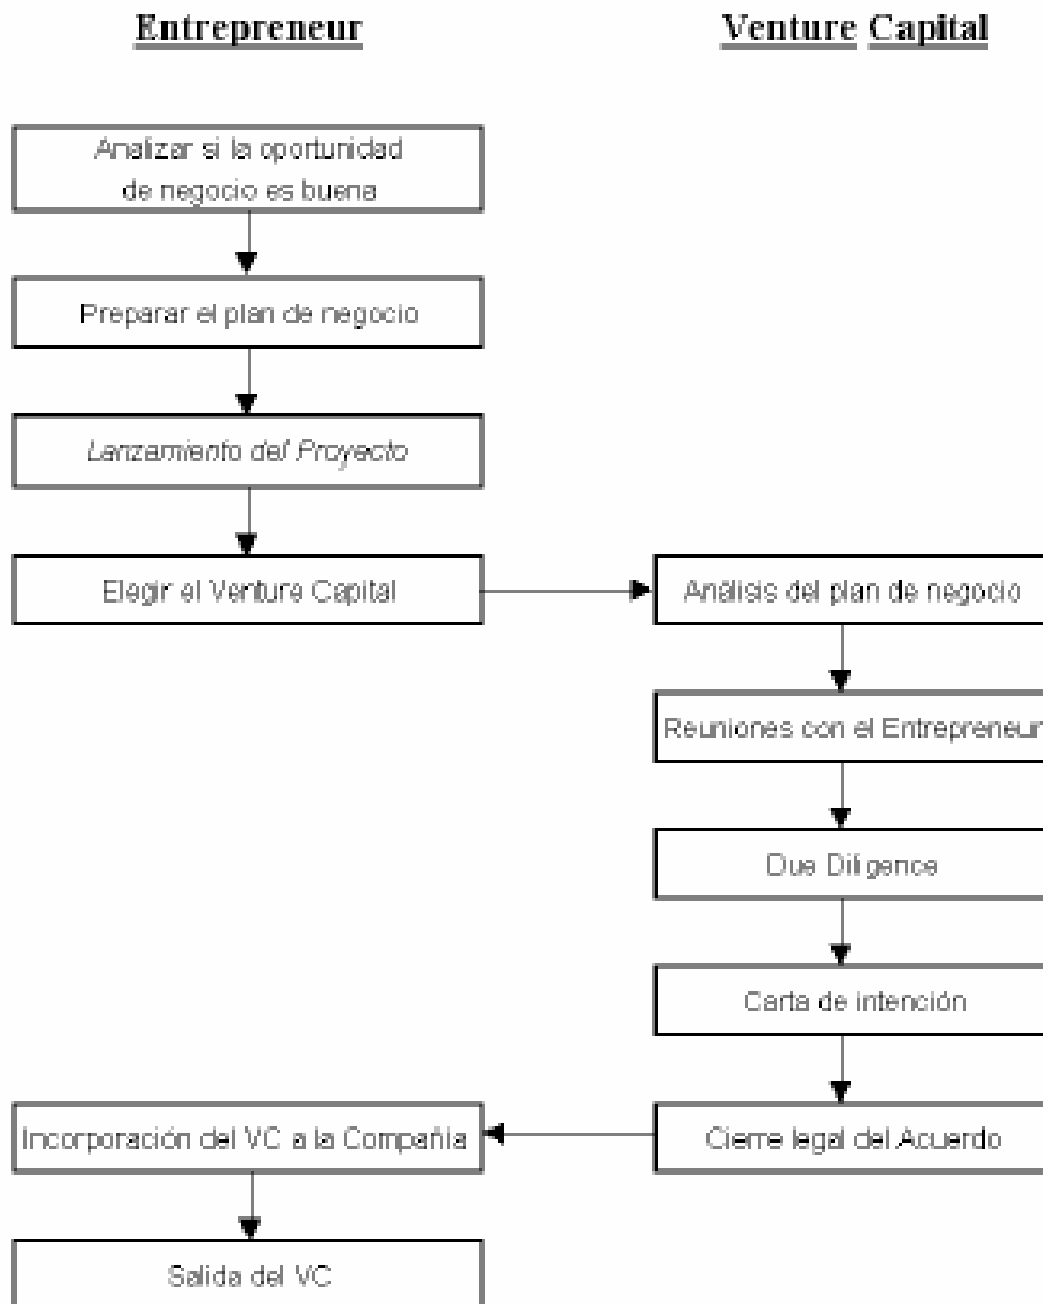 Entrepreneur
Venture Capital
Analizar si la oportunidad
de negocio es buena
Preparar el plan de negocio
Lanzamiento del Proyecto
Elegir el Venture Capital
Análisis del plan de negocio
Reuniones con el Entrepreneur
Due Diligence
Carta de intención
Cierre legal del Acuerdo
Incorporación del VC a la Compañía
Salida del VC